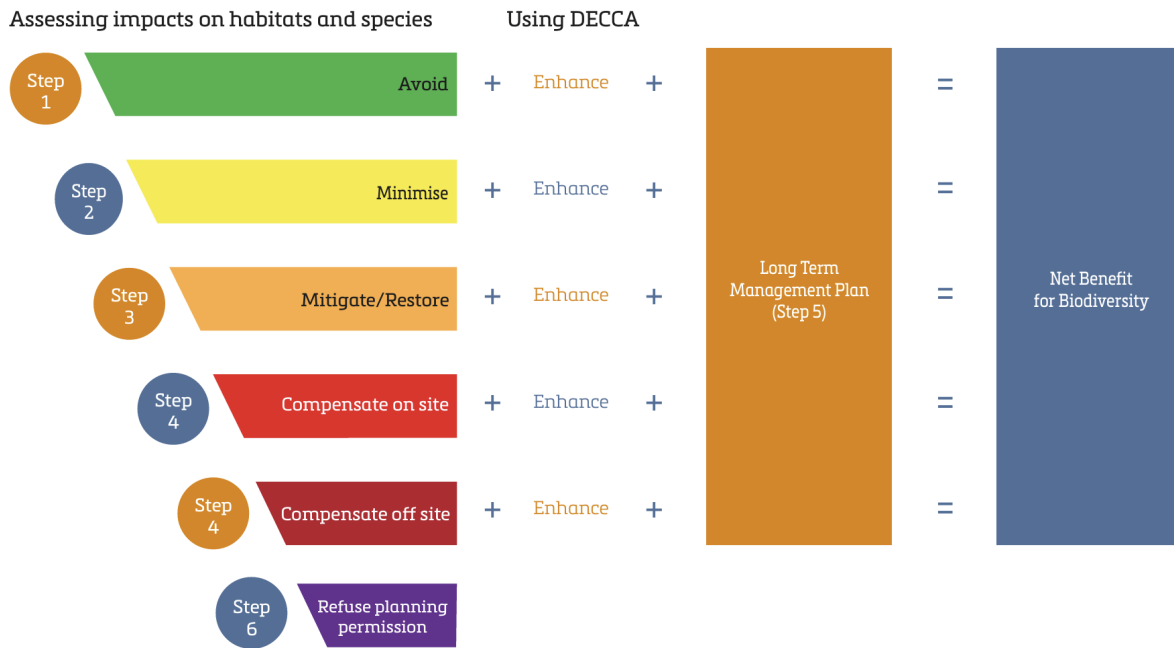 Assessing impacts on habitats and species
Using DECCA
Step
1
Avoid
+
Enhance
+
=
Step
2
Minimise
+
Enhance
+
=
Step
3
Mitigate/Restore
+
Enhance
+
Long Term
Management Plan
(Step 5)
=
Net Benefit
for Biodiversity
Step
4
Compensate on site
+
Enhance
+
=
Step
4
Compensate off site
+
Enhance
+
=
Step
6
Refuse planning
permission